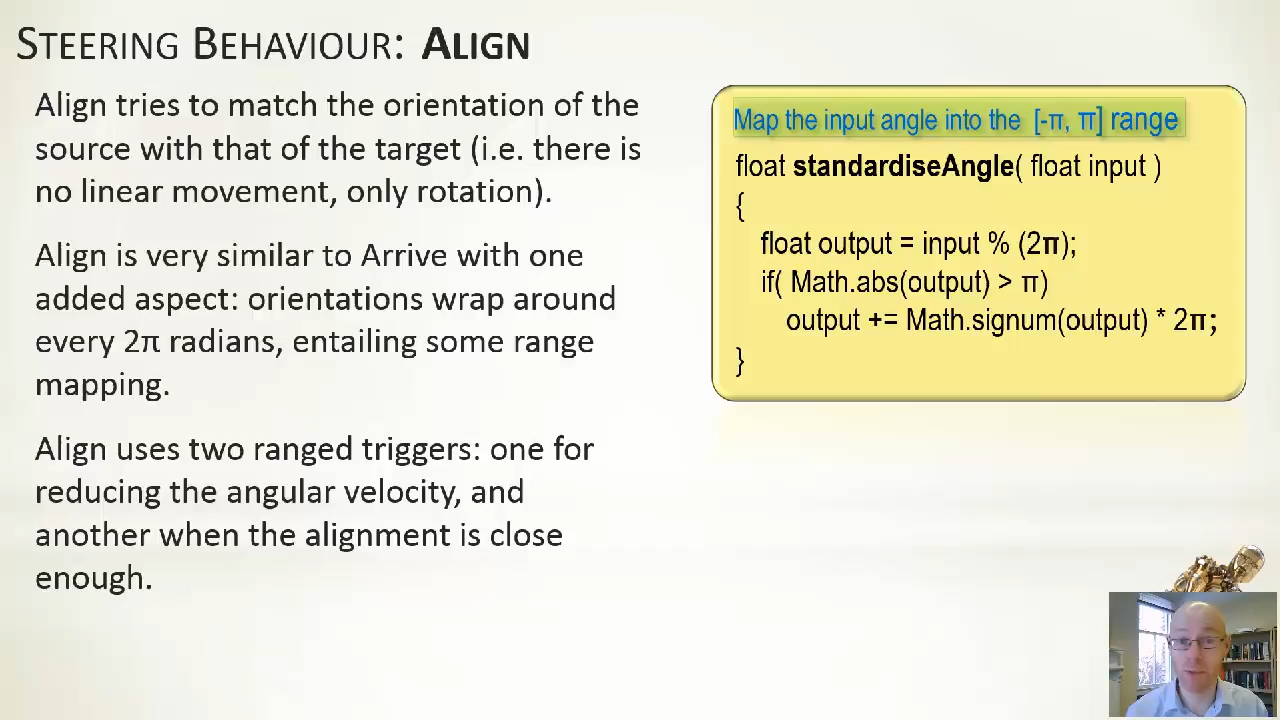 STEERING BEHAVIOUR: ALIGN
Align tries to match the orientation of the
source with that of the target (i.e. there is
no linear movement, only rotation).
Align is very similar to Arrive with one
added aspect: orientations wrap around
every 2π radians, entailing some range
mapping.
Align uses two ranged triggers: one for
reducing the angular velocity, and
another when the alignment is close
enough.
Map the input angle into the [-π, π] range
float standardiseAngle( float input )
{
float output = input % (2π);
if( Math.abs(output) > π)
output += Math.signum(output) * 2π;
}